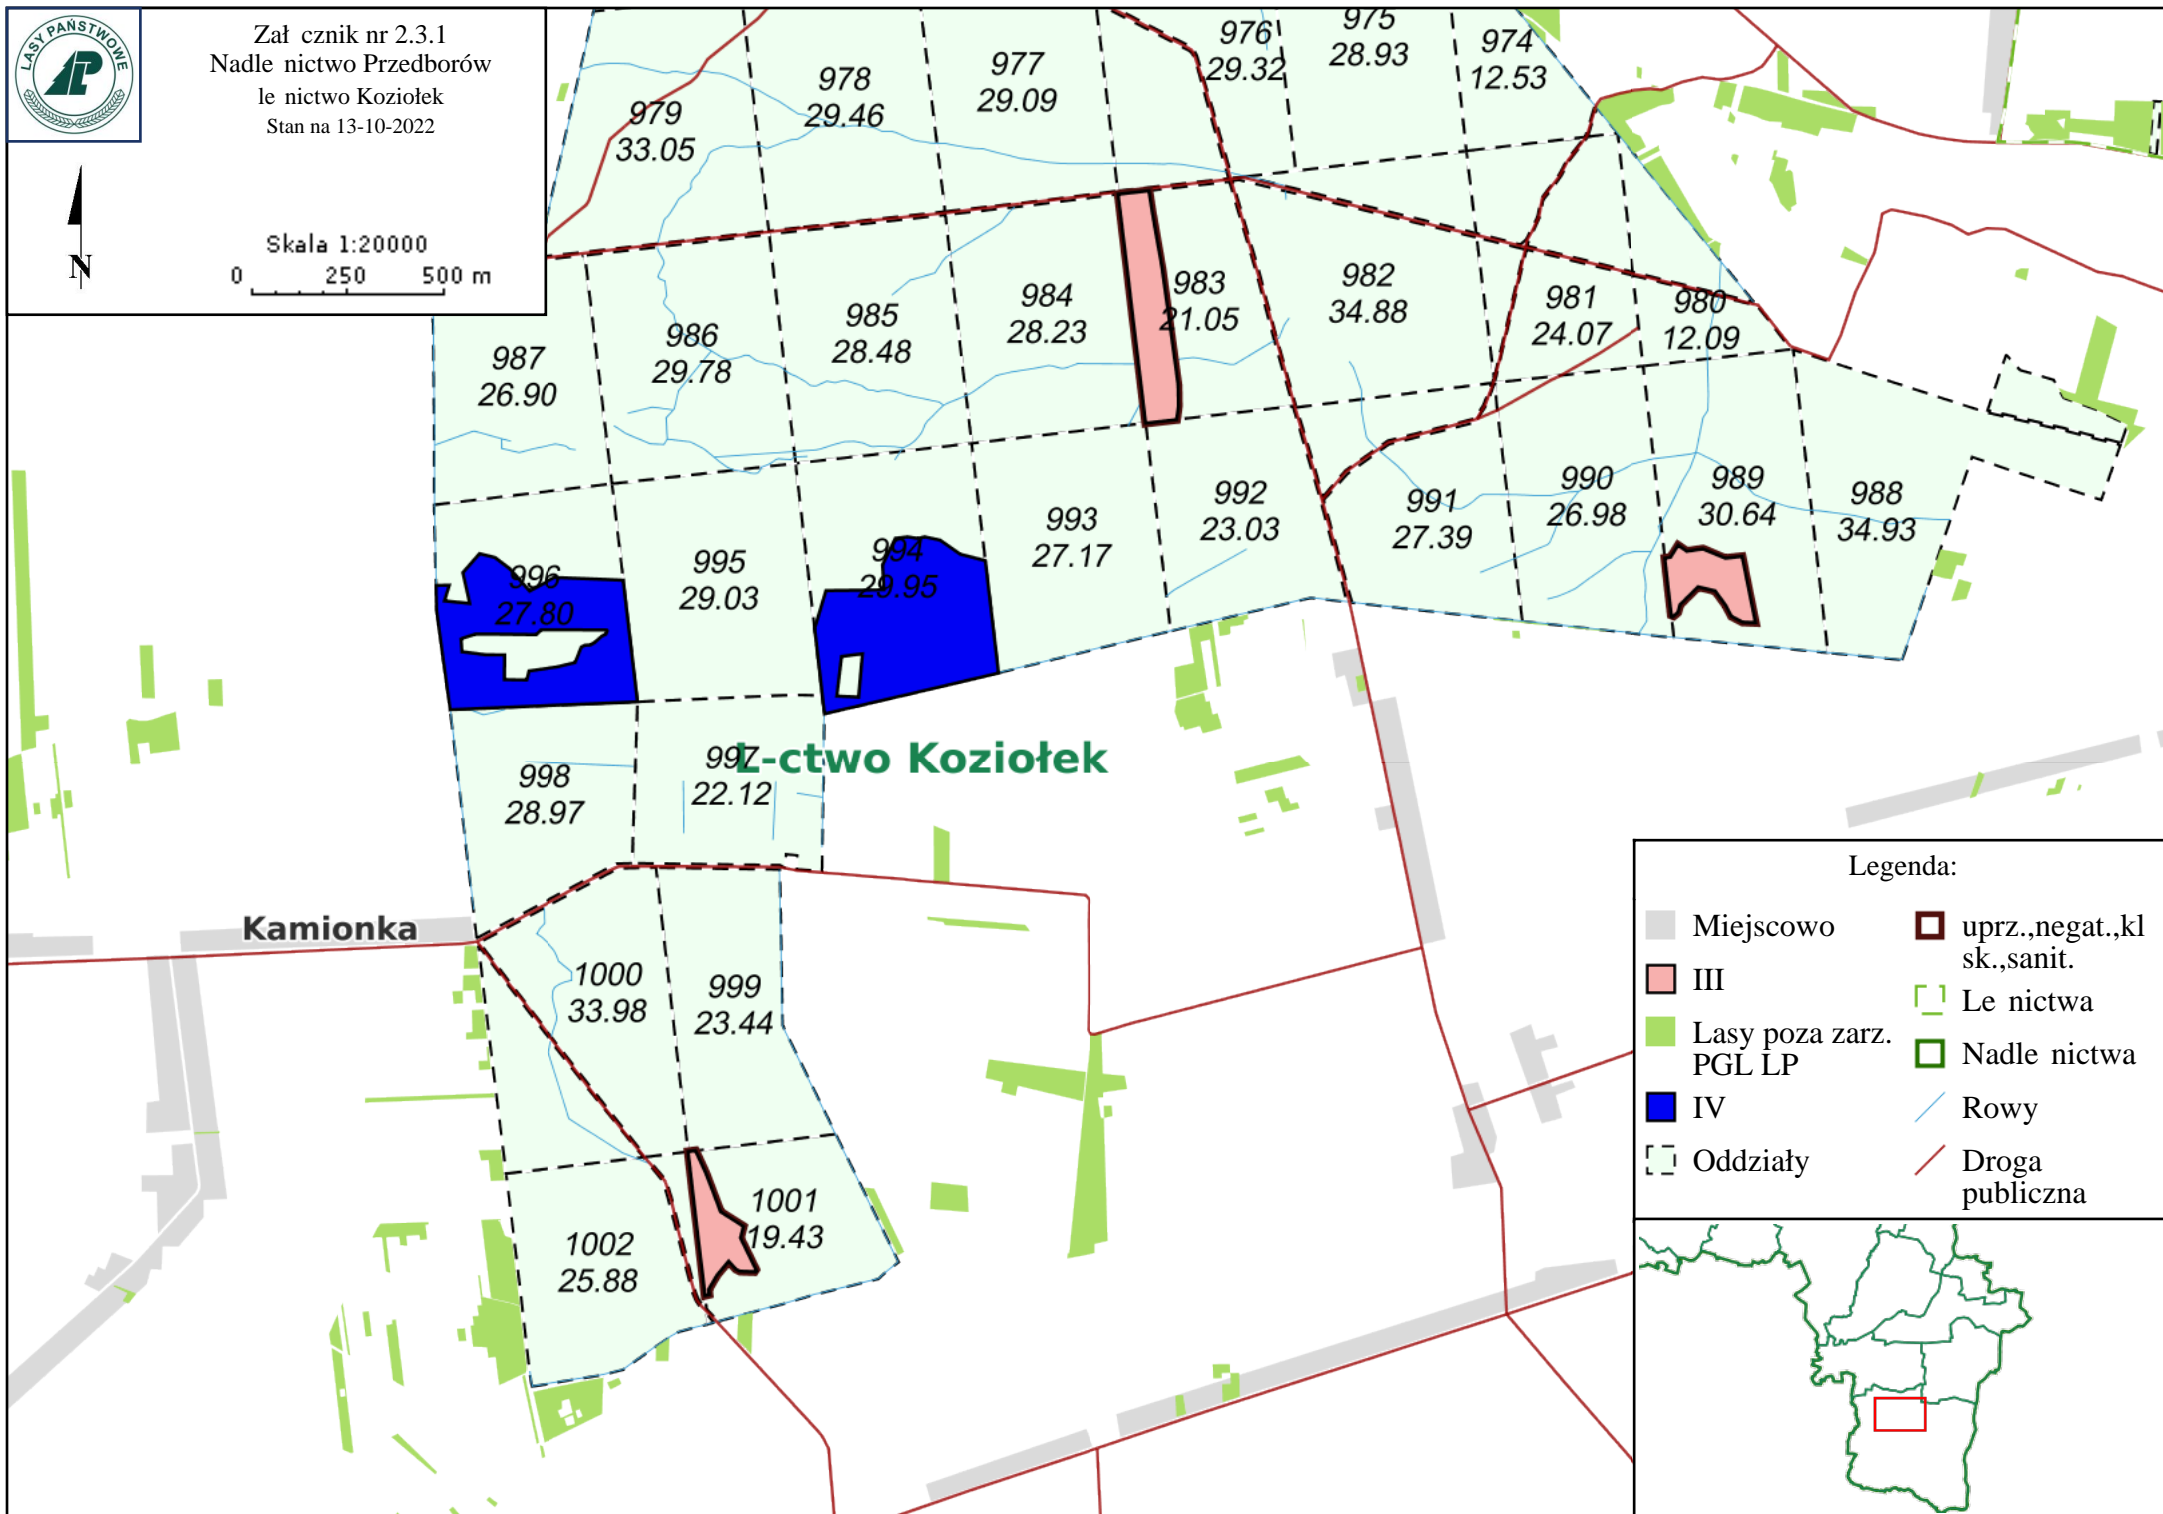 LASY PAŃSTWOWE
LP
Zał cznik nr 2.3.1
Nadle nictwo Przedborów
le nictwo Koziołek
Stan na 13-10-2022
N
Skala 1:20000
0 250 500 m
979
33.05
978
29.46
977
29.09
976
29.32
975
28.93
974
12.53
987
26.90
986
29.78
985
28.48
984
28.23
983
21.05
982
34.88
981
24.07
980
12.09
996
27.80
995
29.03
994
29.95
993
27.17
992
23.03
991
27.39
990
26.98
989
30.64
988
34.93
998
28.97
997
22.12
L-ctwo Koziołek
Kamionka
1000
33.98
999
23.44
1002
25.88
1001
19.43
Legenda:
Miejscowo
III
Lasy poza zarz.
PGL LP
IV
Oddziały
uprz.,negat.,kl
sk.,sanit.
Le nictwa
Nadle nictwa
Rowy
Droga
publiczna